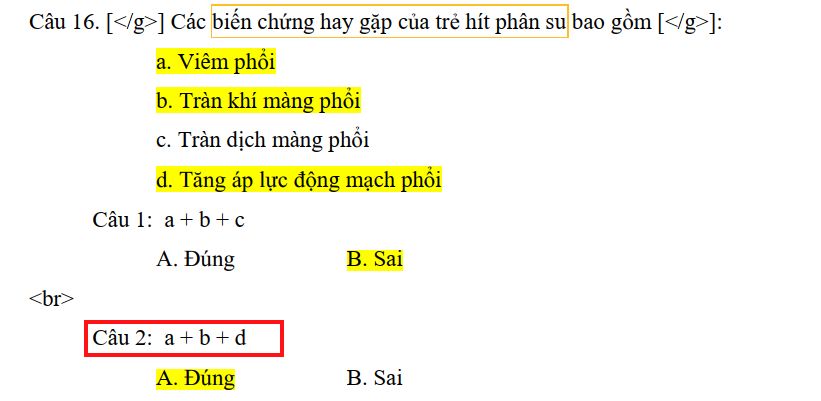 Câu 16. [</g>] Các biến chứng hay gặp của trẻ hít phân su bao gồm [</g>]:
a. Viêm phổi
b. Tràn khí màng phổi
c. Tràn dịch màng phổi
d. Tăng áp lực động mạch phổi
Câu 1: a + b + c
A. Đúng B. Sai
<br>
Câu 2: a + b + d
A. Đúng B. Sai